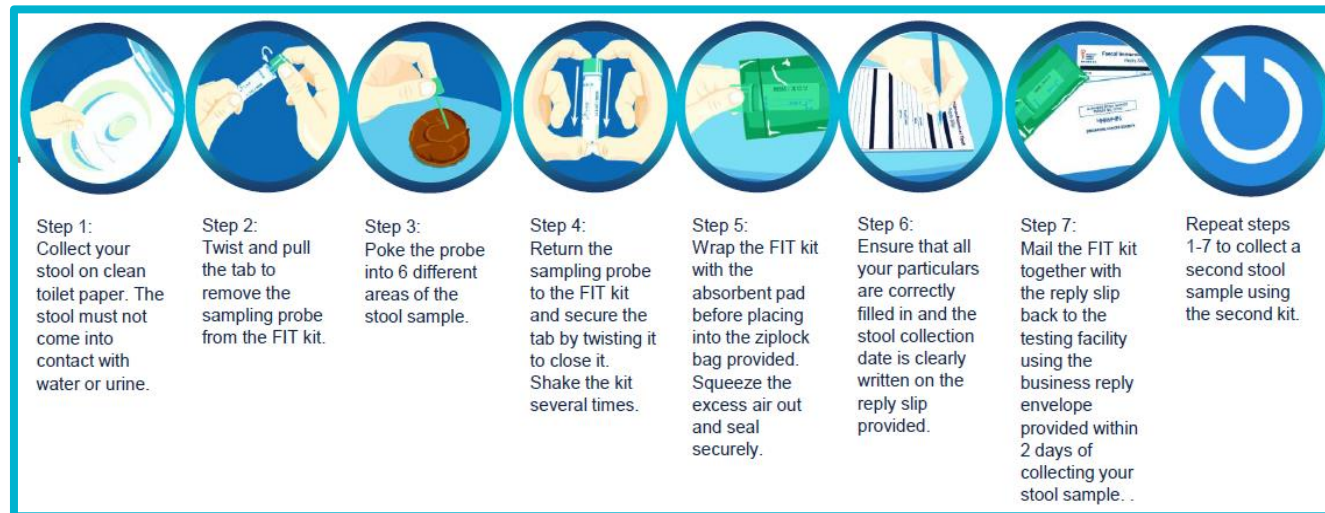 Step 1:
Collect your
stool on clean
toilet paper. The
stool must not
come into
contact with
water or urine.
Step 2:
Twist and pull
the tab to
remove the
sampling probe
from the FIT kit.
Step 3:
Poke the probe
into 6 different
areas of the
stool sample.
Step 4:
Return the
sampling probe
to the FIT kit
and secure the
tab by twisting it
to close it.
Shake the kit
several times.
Step 5:
Wrap the FIT kit
with the
absorbent pad
before placing
into the ziplock
bag provided.
Squeeze the
excess air out
and seal
securely.
Step 6:
Ensure that all
your particulars
are correctly
filled in and the
stool collection
date is clearly
written on the
reply slip
provided.
Step 7:
Mail the FIT kit
together with
the reply slip
back to the
testing facility
using the
business reply
envelope
provided within
2 days of
collecting your
stool sample. .
Repeat steps
1-7 to collect a
second stool
sample using
the second kit.